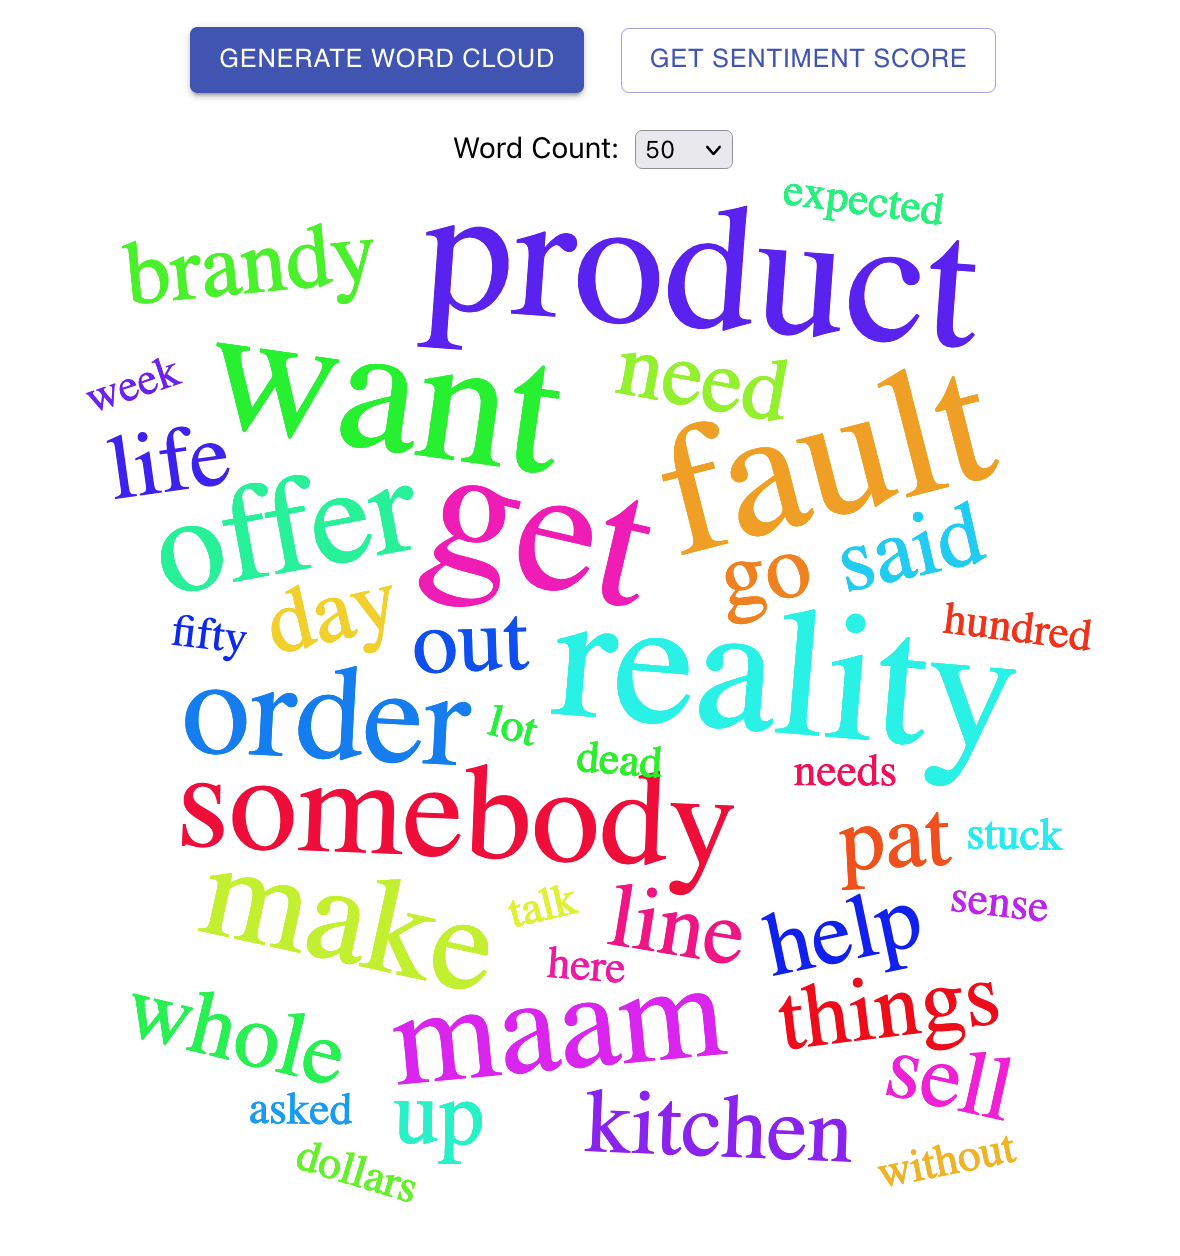 GENERATE WORD CLOUD
GET SENTIMENT SCORE
Word Count: 50
expected
brandy
product
week
want
need
life
fault
offer
get
go
said
fifty
day
out
reality
hundred
order
lot
dead
needs
somebody
pat
stuck
make
talk
line
help
sense
here
whole
maam
things
sell
asked
up
kitchen
dollars
without